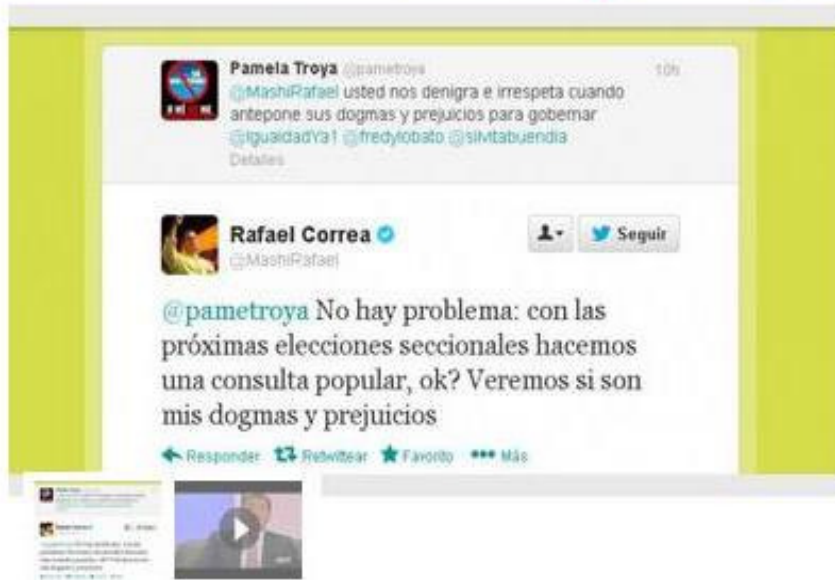 Pamela Troya @pametroya 10h
@MashiRafael usted nos denigra e irrespeta cuando
antepone sus dogmas y prejuicios para gobernar
@IgualdadYa1 @fredylobato @silvitabuendia
Detalles
Rafael Correa
@MashiRafael
Seguir
@pametroya No hay problema: con las
próximas elecciones seccionales hacemos
una consulta popular, ok? Veremos si son
mis dogmas y prejuicios
Responder Retwittear Favorito Más